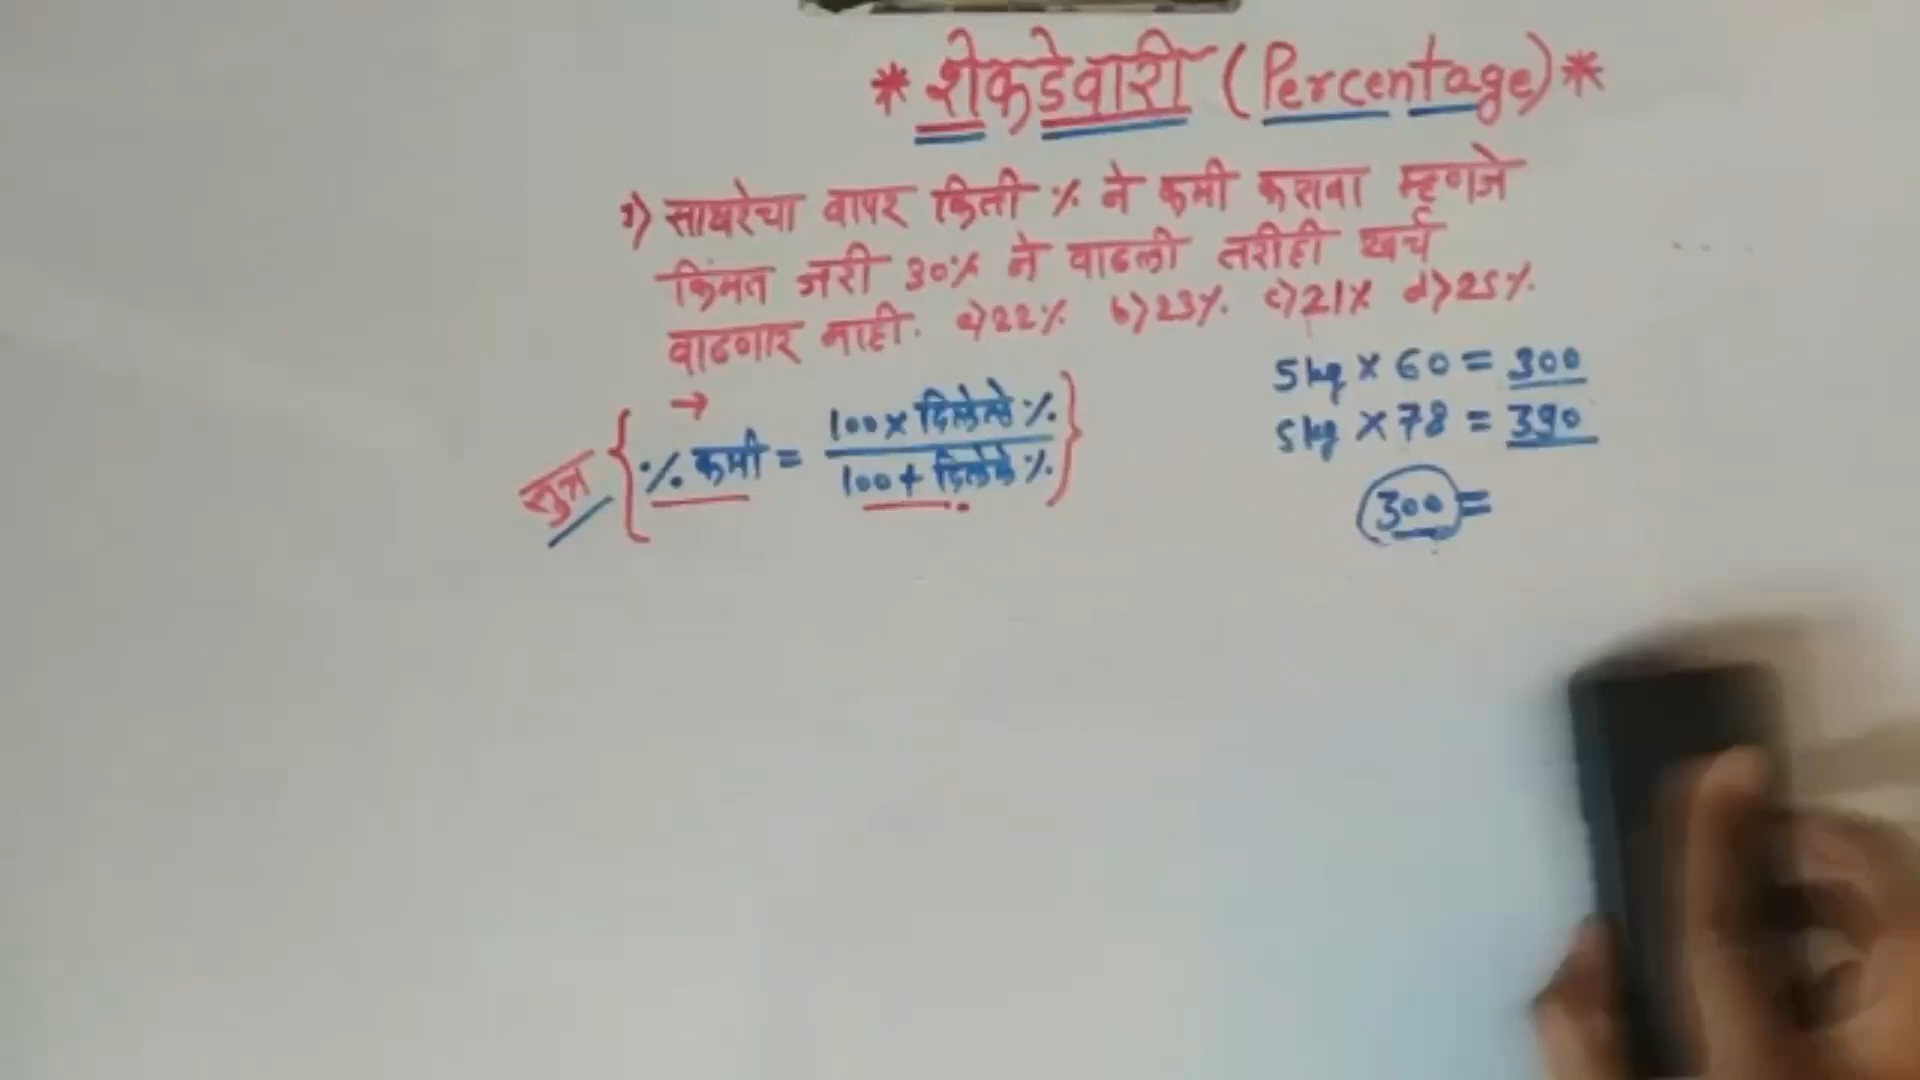 * शेकडेवारी (Percentage) *
१) साखरेचा वापर किती % ने कमी करावा म्हणजे
किंमत जरी 30% ने वाढली तरीही खर्च
वाढणार नाही. a) 22% b) 23% c) 21% d) 25%
→
सुत्र { % कमी = 100 × दिलेले % / 100 + दिलेले % }
5kg × 60 = 300
5kg × 78 = 390
300 =